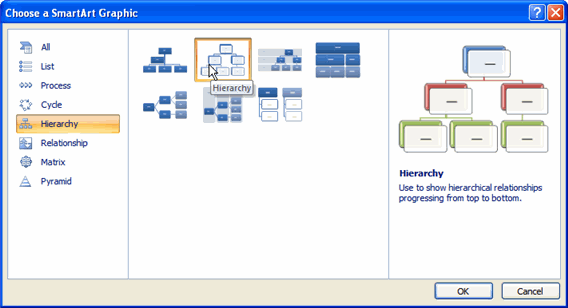 Choose a SmartArt Graphic
All
List
Process
Cycle
Hierarchy
Relationship
Matrix
Pyramid
Hierarchy
Hierarchy
Use to show hierarchical relationships
progressing from top to bottom.
OK
Cancel